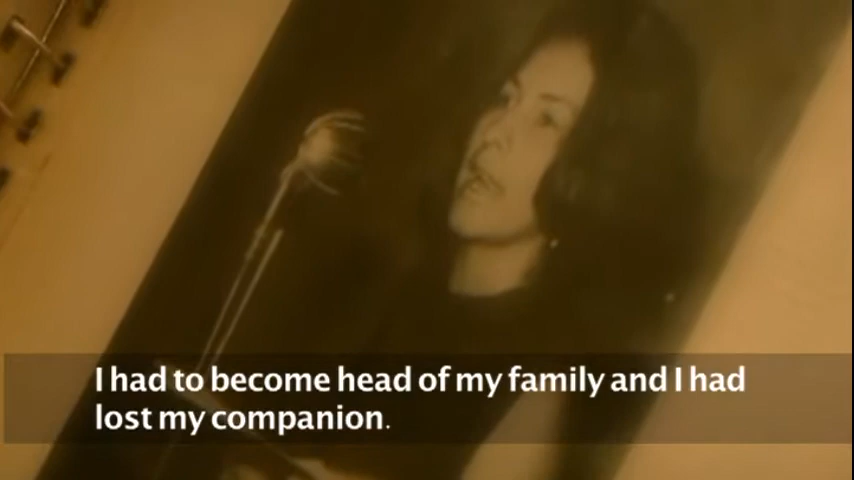 I had to become head of my family and I had
lost my companion.